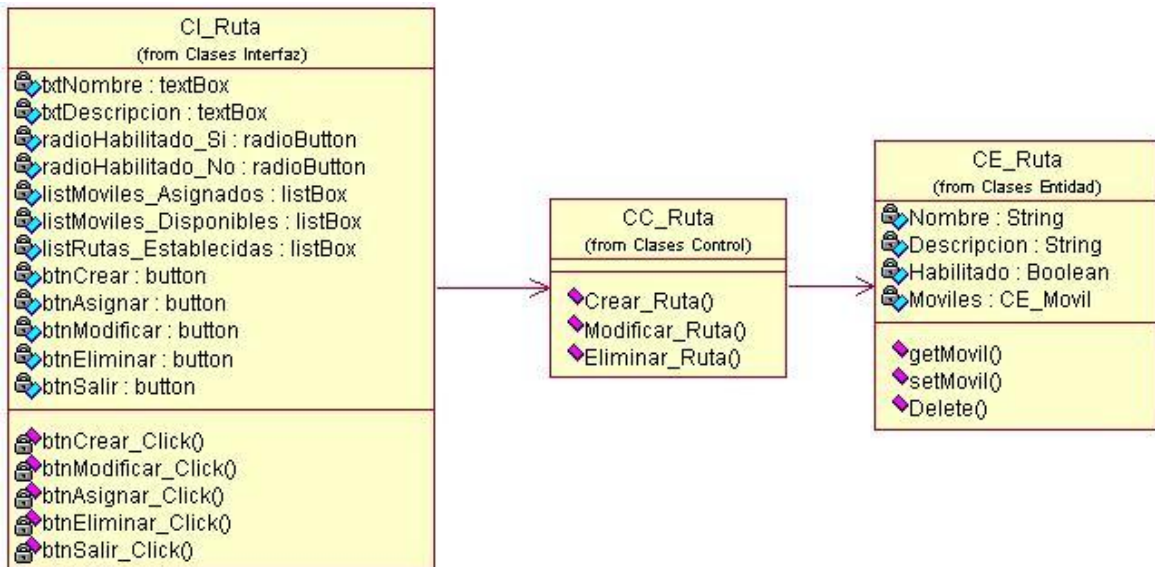 CI_Ruta
(from Clases Interfaz)
txtNombre : textBox
txtDescripcion : textBox
radioHabilitado_Si : radioButton
radioHabilitado_No : radioButton
listMoviles_Asignados : listBox
listMoviles_Disponibles : listBox
listRutas_Establecidas : listBox
btnCrear : button
btnAsignar : button
btnModificar : button
btnEliminar : button
btnSalir : button
btnCrear_Click()
btnModificar_Click()
btnAsignar_Click()
btnEliminar_Click()
btnSalir_Click()
CC_Ruta
(from Clases Control)
Crear_Ruta()
Modificar_Ruta()
Eliminar_Ruta()
CE_Ruta
(from Clases Entidad)
Nombre : String
Descripcion : String
Habilitado : Boolean
Moviles : CE_Movil
getMovil()
setMovil()
Delete()